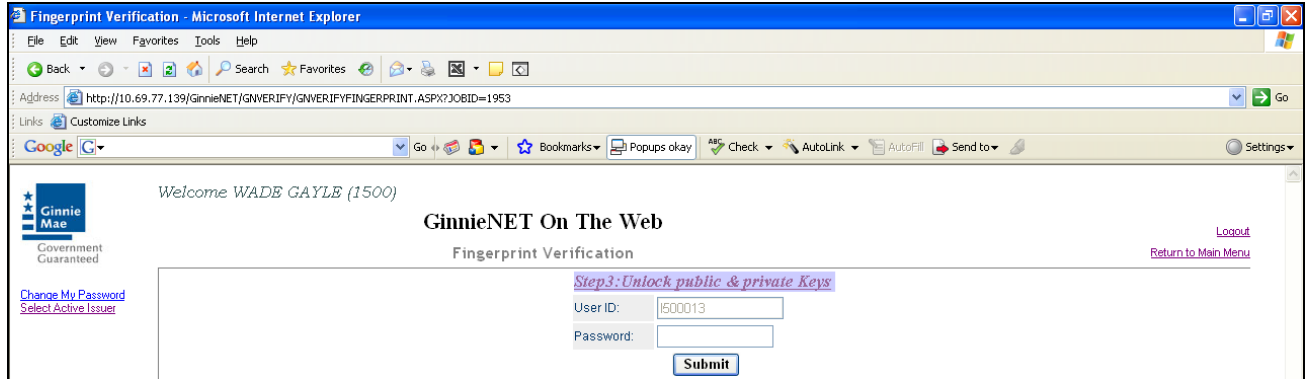 Fingerprint Verification - Microsoft Internet Explorer
File Edit View Favorites Tools Help
Back Search Favorites
Address http://10.69.77.139/GinnieNET/GNVERIFY/GNVERIFYFINGERPRINT.ASPX?JOBID=1953 Go
Links Customize Links
Google G Go Bookmarks Popups okay ABC Check AutoLink AutoFill Send to Settings
Welcome WADE GAYLE (1500)
Ginnie
Mae
Government
Guaranteed
GinnieNET On The Web
Logout
Fingerprint Verification
Return to Main Menu
Change My Password
Select Active Issuer
Step3:Unlock public & private Keys
User ID: I500013
Password:
Submit